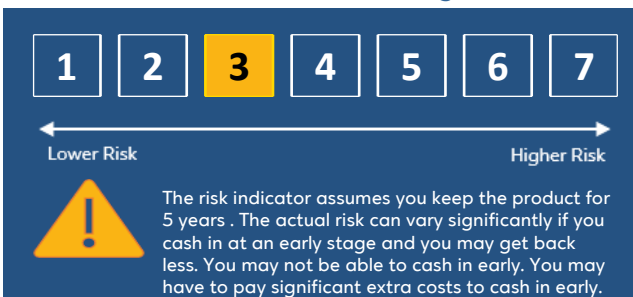 1 2 3 4 5 6 7
Lower Risk Higher Risk
!
The risk indicator assumes you keep the product for
5 years . The actual risk can vary significantly if you
cash in at an early stage and you may get back
less. You may not be able to cash in early. You may
have to pay significant extra costs to cash in early.